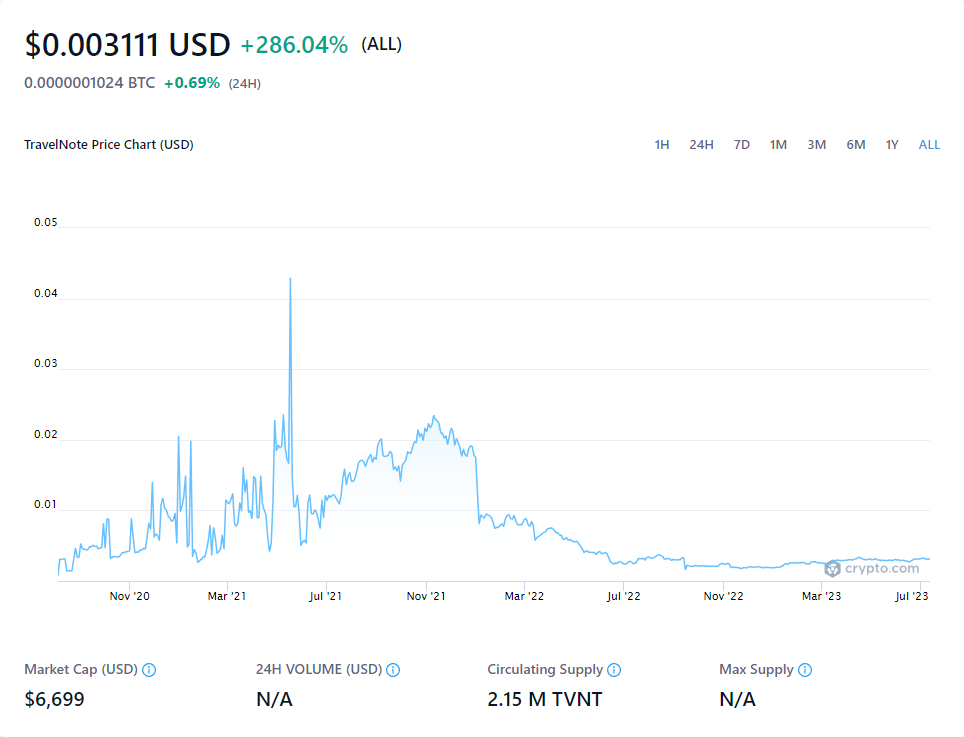 $0.003111 USD +286.04% (ALL)
0.0000001024 BTC +0.69% (24H)
TravelNote Price Chart (USD) 1H 24H 7D 1M 3M 6M 1Y ALL
0.05
0.04
0.03
0.02
0.01
crypto.com
Nov '20 Mar '21 Jul '21 Nov '21 Mar '22 Jul '22 Nov '22 Mar '23 Jul '23
Market Cap (USD) 24H VOLUME (USD) Circulating Supply Max Supply
$6,699 N/A 2.15 M TVNT N/A